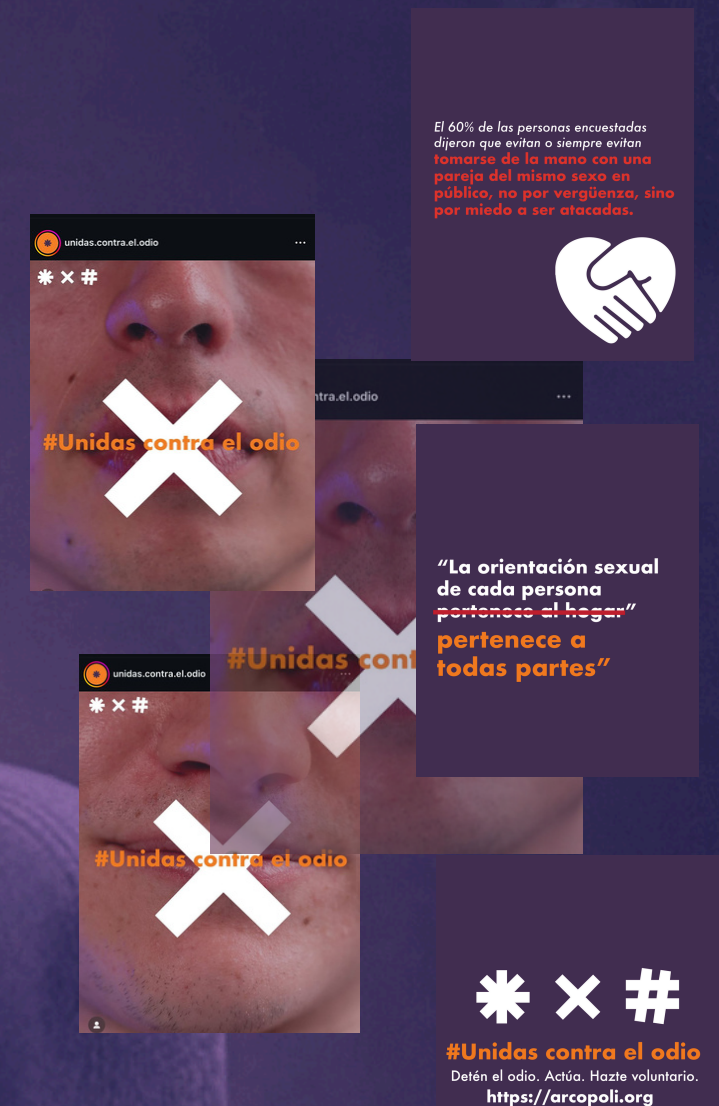 El 60% de las personas encuestadas
dijeron que evitan o siempre evitan
tomarse de la mano con una
pareja del mismo sexo en
público, no por vergüenza, sino
por miedo a ser atacadas.
unidas.contra.el.odio
#Unidas contra el odio
ntra.el.odio
#Unidas cont
“La orientación sexual
de cada persona
pertenece al hogar”
pertenece a
todas partes”
unidas.contra.el.odio
#Unidas contra el odio
#Unidas contra el odio
Detén el odio. Actúa. Hazte voluntario.
https://arcopoli.org